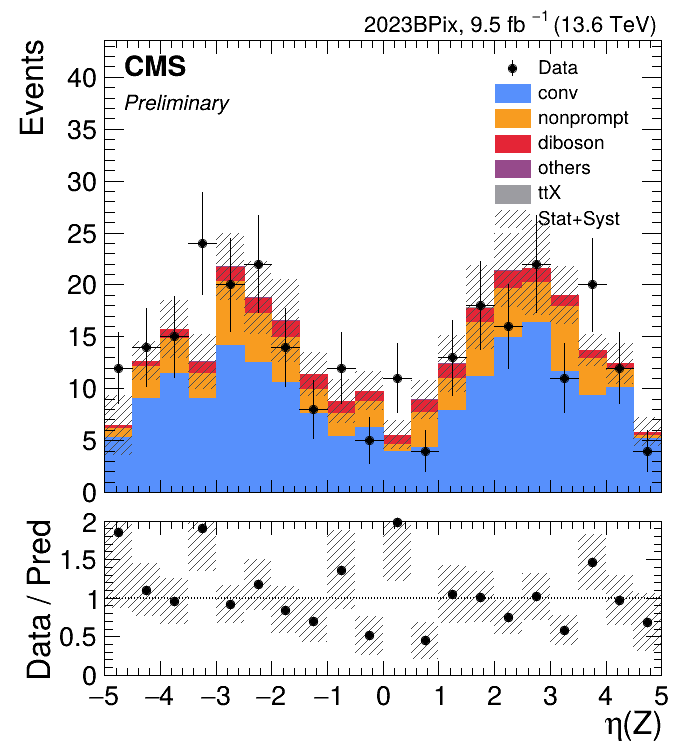 2023BPix, 9.5 fb⁻¹ (13.6 TeV)
CMS
Preliminary
Events
40
35
30
25
20
15
10
5
0
Data
conv
nonprompt
diboson
others
ttX
Stat+Syst
Data / Pred
2
1.5
1
0.5
0
−5 −4 −3 −2 −1 0 1 2 3 4 5
η(Z)